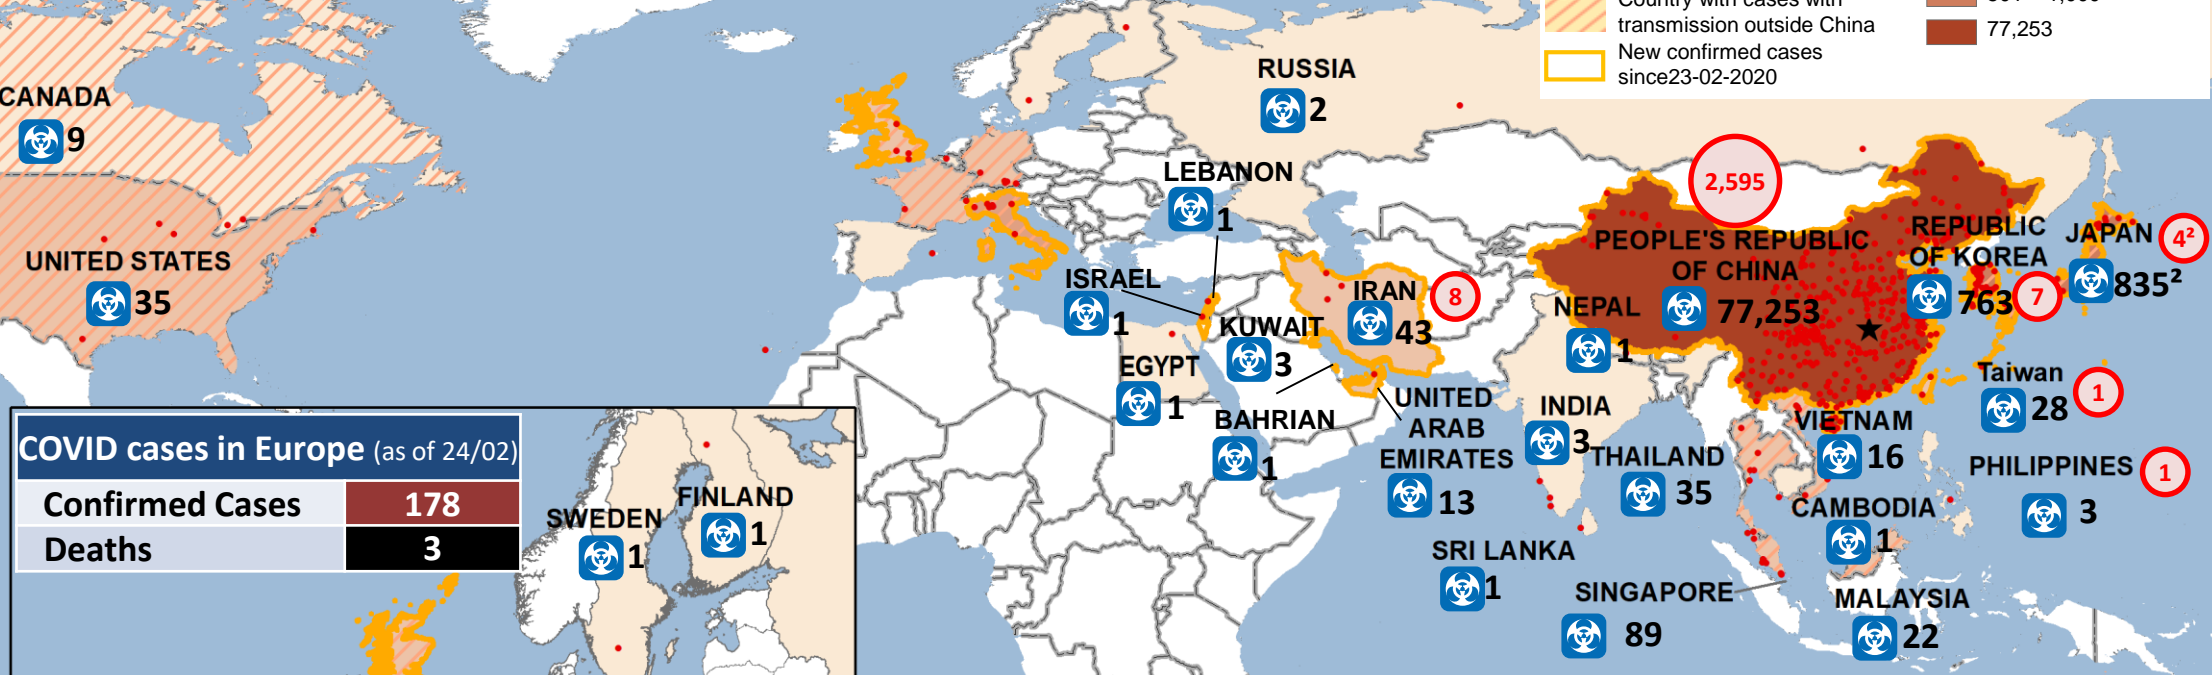 Country with cases with
transmission outside China
New confirmed cases
since23-02-2020
77,253
CANADA
9
UNITED STATES
35
RUSSIA
2
LEBANON
1
ISRAEL
1
EGYPT
1
KUWAIT
3
BAHRIAN
1
IRAN
8
43
UNITED
ARAB
EMIRATES
13
2,595
PEOPLE'S REPUBLIC
OF CHINA
77,253
NEPAL
1
INDIA
3
SRI LANKA
1
THAILAND
35
SINGAPORE
89
REPUBLIC
OF KOREA
763
7
JAPAN
4²
835²
Taiwan
28
1
VIETNAM
16
PHILIPPINES
1
3
CAMBODIA
1
MALAYSIA
22
COVID cases in Europe (as of 24/02)
Confirmed Cases 178
Deaths 3
SWEDEN
1
FINLAND
1